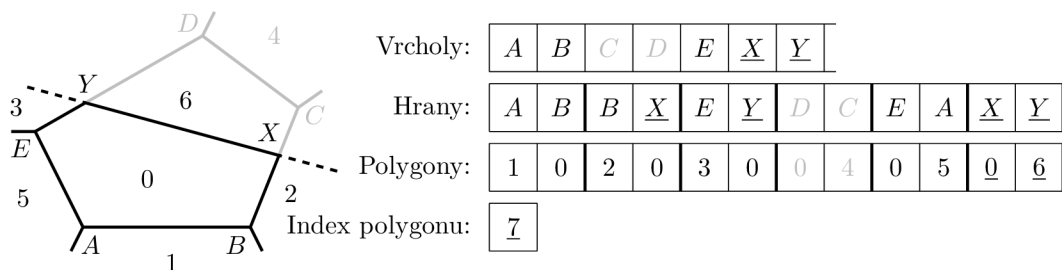 D
4
Y
6
3
C
X
E
0
5
2
A
B
1
Vrcholy: A B C D E X Y
Hrany: A B B X E Y D C E A X Y
Polygony: 1 0 2 0 3 0 0 4 0 5 0 6
Index polygonu: 7